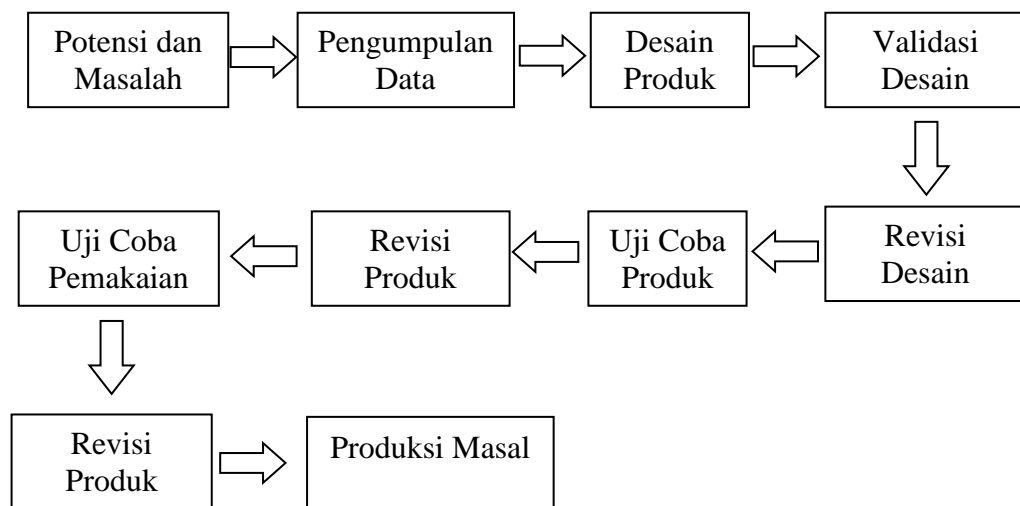 Potensi dan
Masalah
Pengumpulan
Data
Desain
Produk
Validasi
Desain
Revisi
Desain
Uji Coba
Produk
Revisi
Produk
Uji Coba
Pemakaian
Revisi
Produk
Produksi Masal